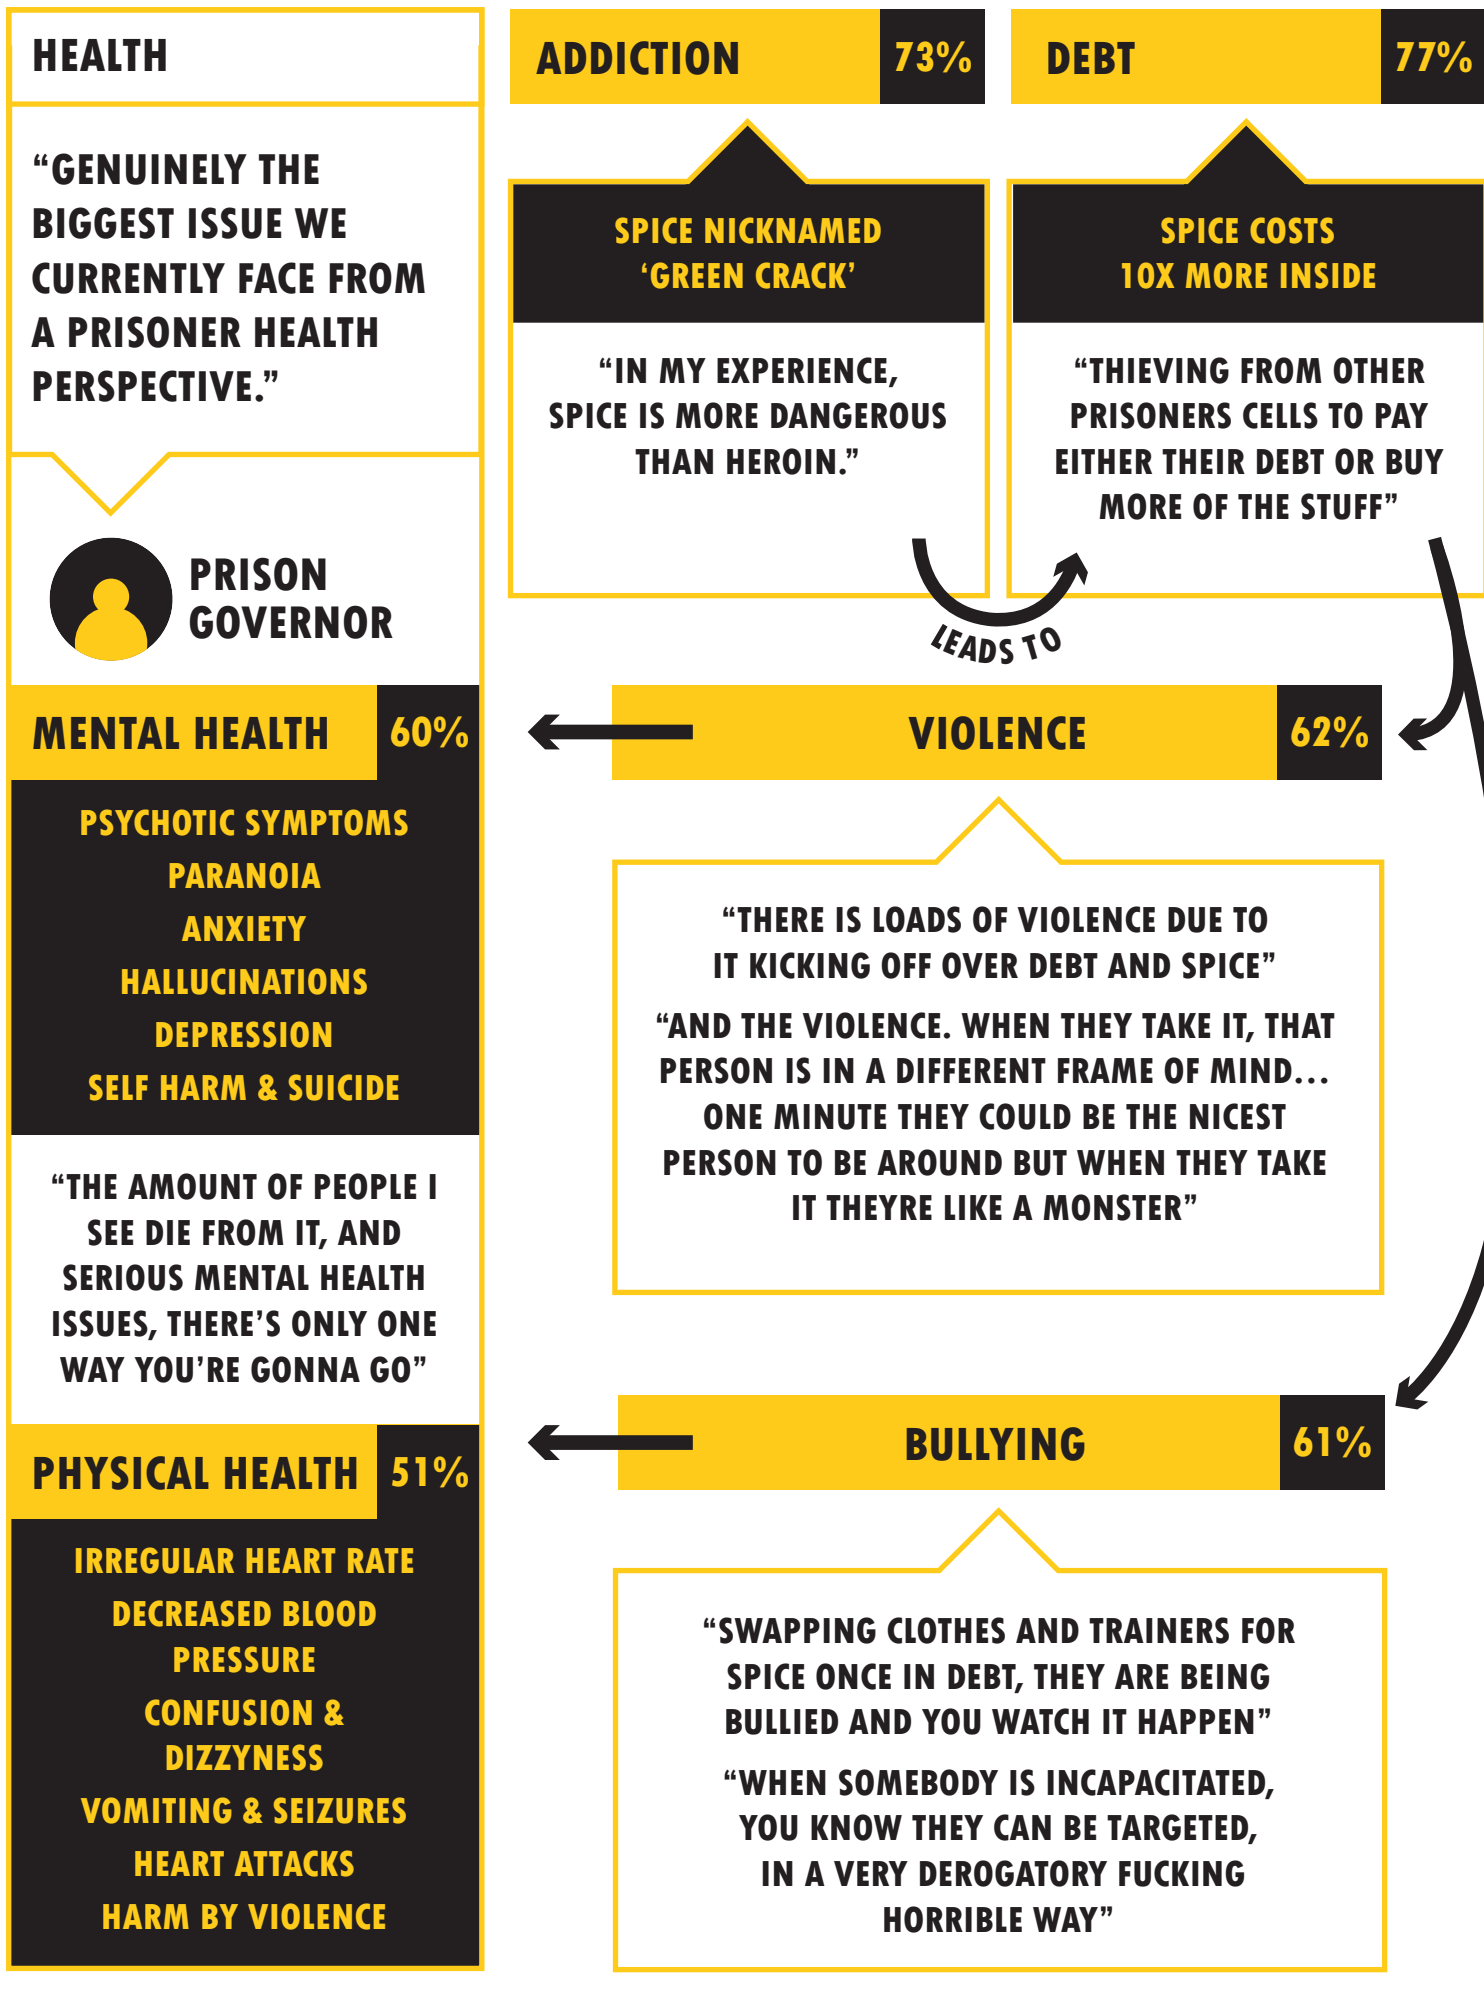 HEALTH
“GENUINELY THE
BIGGEST ISSUE WE
CURRENTLY FACE FROM
A PRISONER HEALTH
PERSPECTIVE.”
PRISON
GOVERNOR
MENTAL HEALTH 60%
PSYCHOTIC SYMPTOMS
PARANOIA
ANXIETY
HALLUCINATIONS
DEPRESSION
SELF HARM & SUICIDE
“THE AMOUNT OF PEOPLE I
SEE DIE FROM IT, AND
SERIOUS MENTAL HEALTH
ISSUES, THERE’S ONLY ONE
WAY YOU’RE GONNA GO”
PHYSICAL HEALTH 51%
IRREGULAR HEART RATE
DECREASED BLOOD
PRESSURE
CONFUSION &
DIZZYNESS
VOMITING & SEIZURES
HEART ATTACKS
HARM BY VIOLENCE
ADDICTION 73%
SPICE NICKNAMED
‘GREEN CRACK’
“IN MY EXPERIENCE,
SPICE IS MORE DANGEROUS
THAN HEROIN.”
LEADS TO
DEBT 77%
SPICE COSTS
10X MORE INSIDE
“THIEVING FROM OTHER
PRISONERS CELLS TO PAY
EITHER THEIR DEBT OR BUY
MORE OF THE STUFF”
VIOLENCE 62%
“THERE IS LOADS OF VIOLENCE DUE TO
IT KICKING OFF OVER DEBT AND SPICE”
“AND THE VIOLENCE. WHEN THEY TAKE IT, THAT
PERSON IS IN A DIFFERENT FRAME OF MIND...
ONE MINUTE THEY COULD BE THE NICEST
PERSON TO BE AROUND BUT WHEN THEY TAKE
IT THEYRE LIKE A MONSTER”
BULLYING 61%
“SWAPPING CLOTHES AND TRAINERS FOR
SPICE ONCE IN DEBT, THEY ARE BEING
BULLIED AND YOU WATCH IT HAPPEN”
“WHEN SOMEBODY IS INCAPACITATED,
YOU KNOW THEY CAN BE TARGETED,
IN A VERY DEROGATORY FUCKING
HORRIBLE WAY”